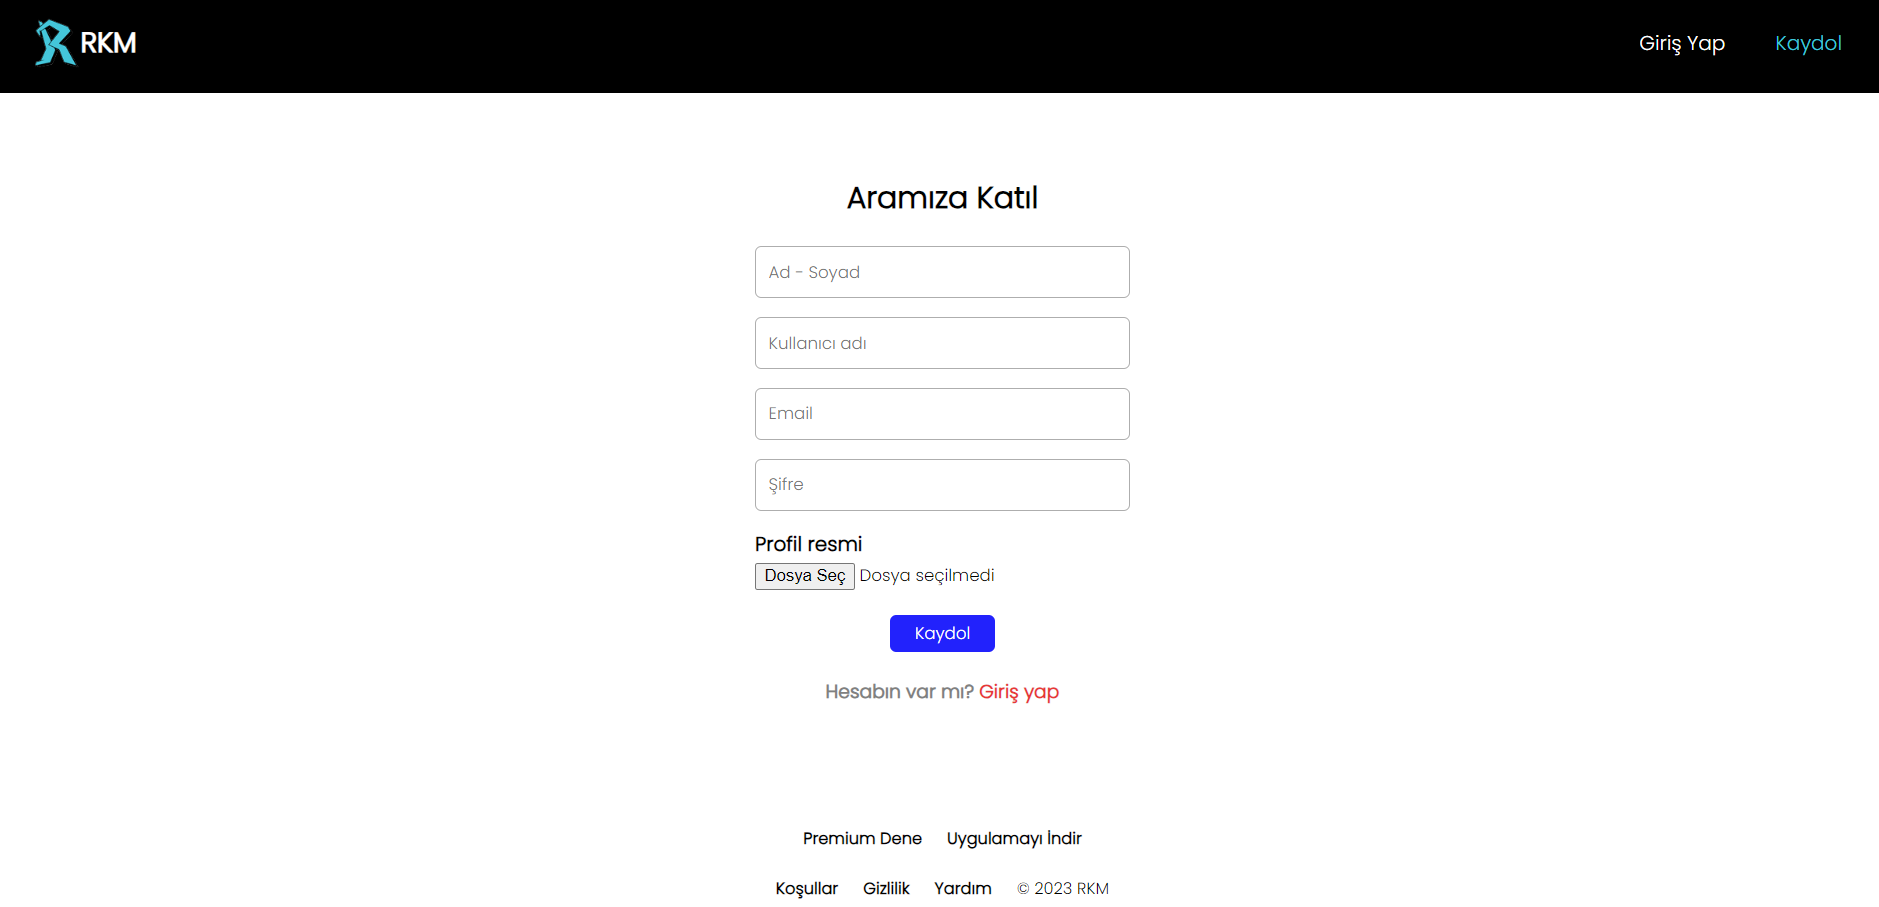 RKM Giriş Yap Kaydol
Aramıza Katıl
Ad - Soyad
Kullanıcı adı
Email
Şifre
Profil resmi
Dosya Seç Dosya seçilmedi
Kaydol
Hesabın var mı? Giriş yap
Premium Dene Uygulamayı İndir
Koşullar Gizlilik Yardım © 2023 RKM